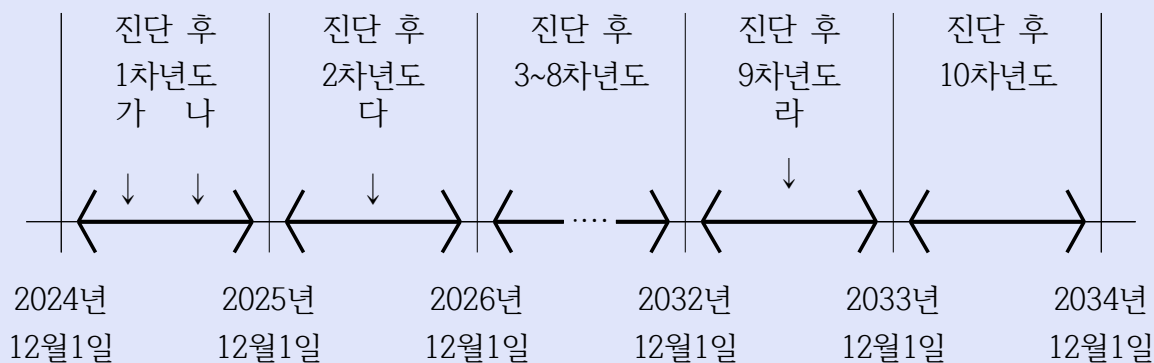 진단 후 진단 후 진단 후 진단 후 진단 후
1차년도 2차년도 3~8차년도 9차년도 10차년도
가 나 다 라
↓ ↓ ↓ ↓
····
2024년 2025년 2026년 2032년 2033년 2034년
12월1일 12월1일 12월1일 12월1일 12월1일 12월1일